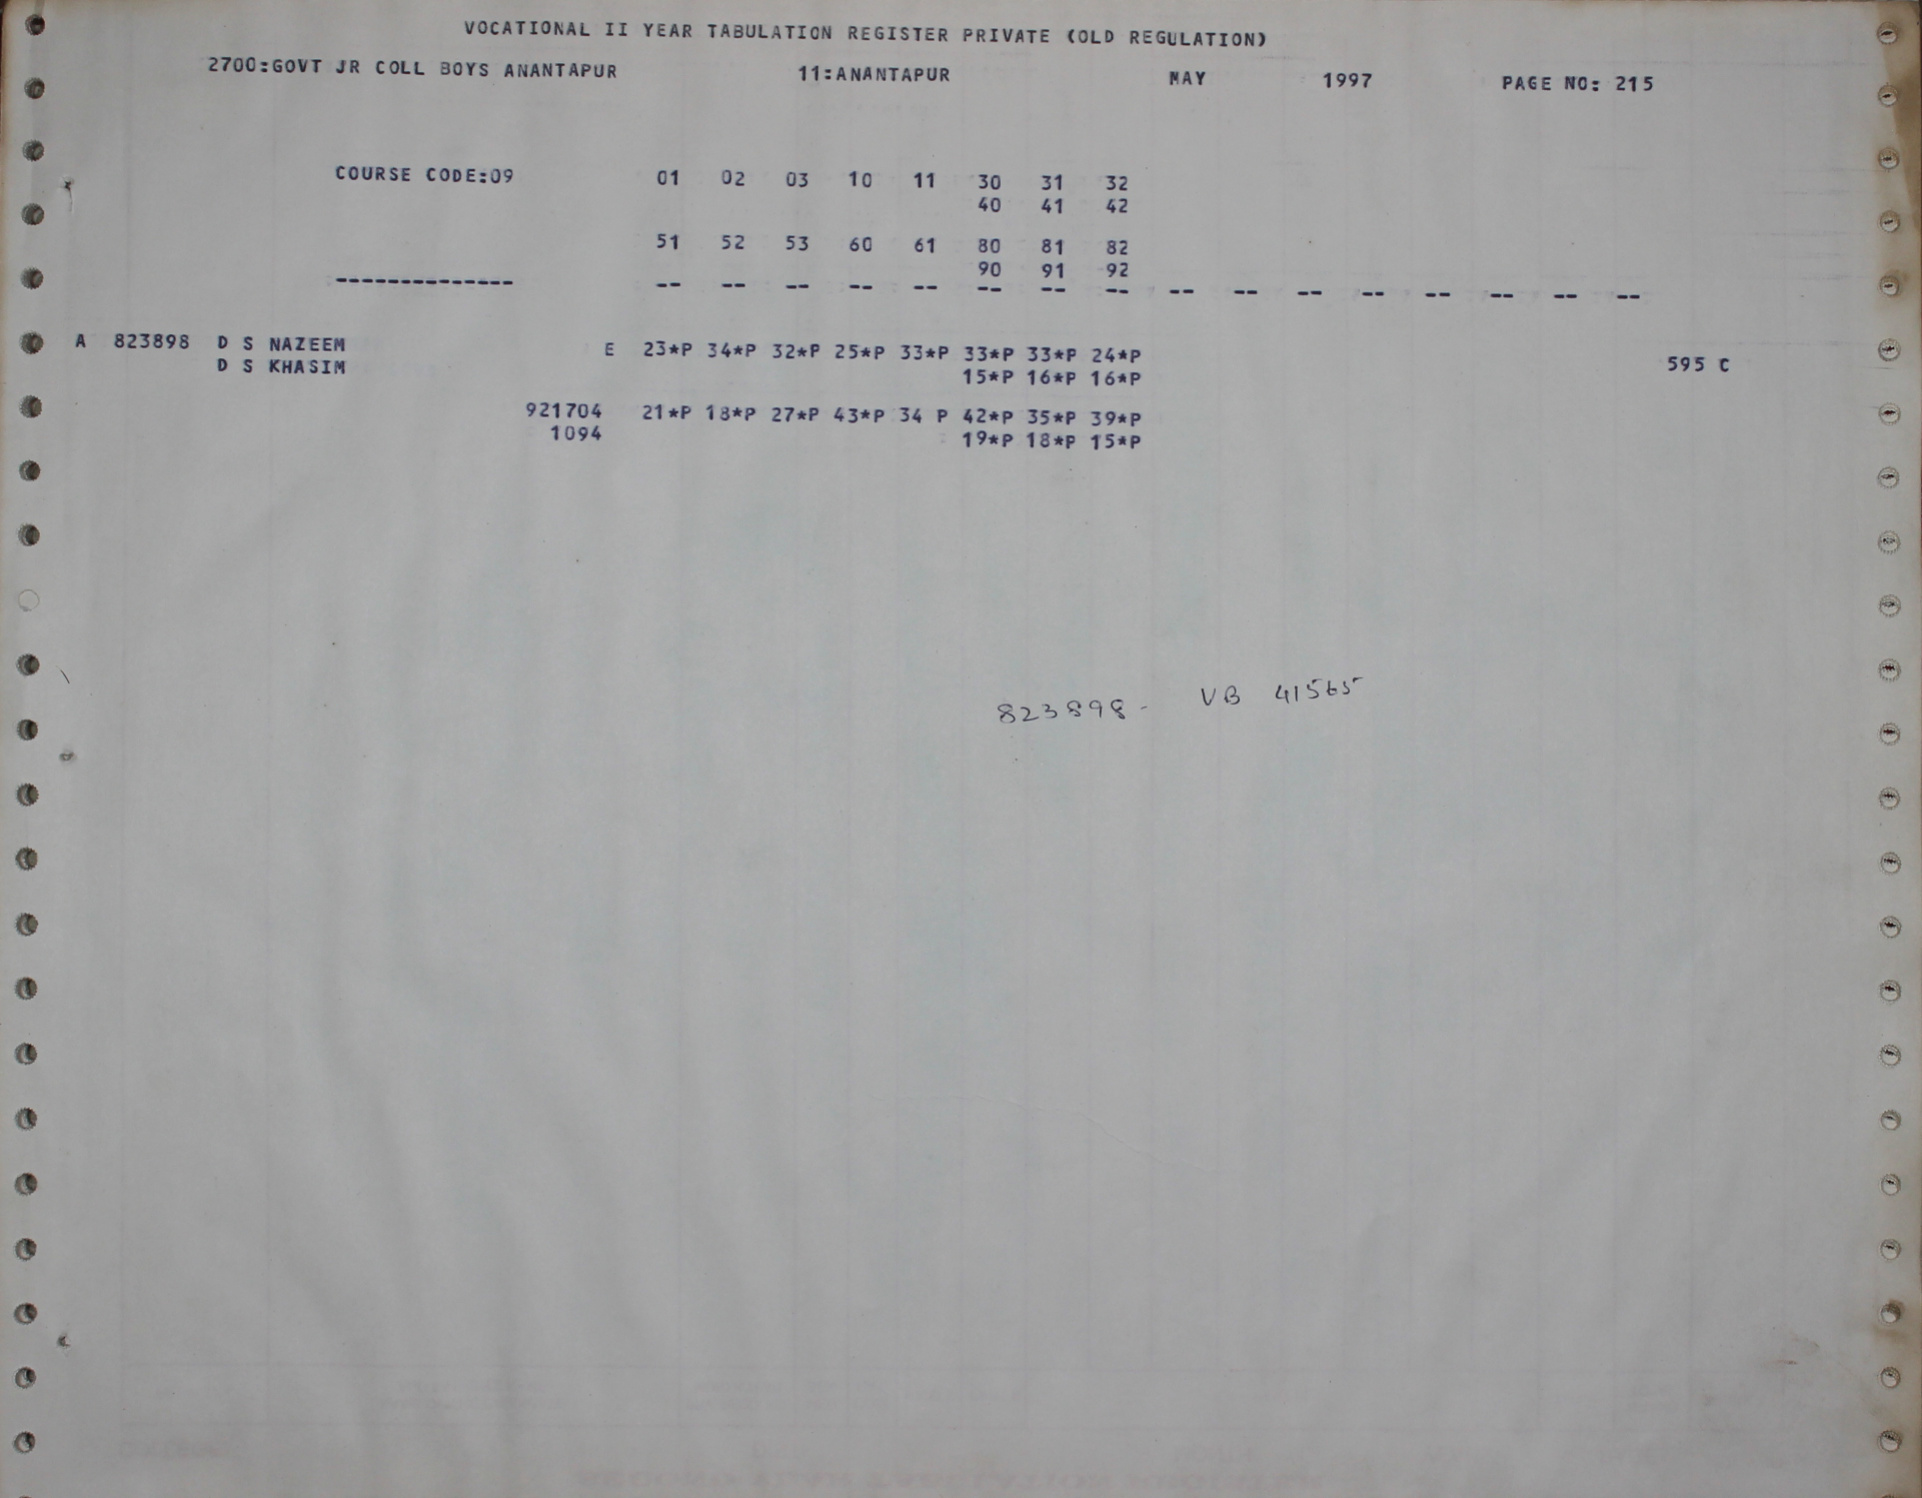 VOCATIONAL II YEAR TABULATION REGISTER PRIVATE (OLD REGULATION)
2700:GOVT JR COLL BOYS ANANTAPUR 11:ANANTAPUR MAY 1997 PAGE NO: 215
COURSE CODE:09 01 02 03 10 11 30 31 32
40 41 42
51 52 53 60 61 80 81 82
90 91 92
-------------- -- -- -- -- -- -- -- -- -- -- -- -- -- -- -- --
A 823898 D S NAZEEM E 23*P 34*P 32*P 25*P 33*P 33*P 33*P 24*P 595 C
D S KHASIM 15*P 16*P 16*P
921704 21*P 18*P 27*P 43*P 34 P 42*P 35*P 39*P
1094 19*P 18*P 15*P
823898 - VB 41565